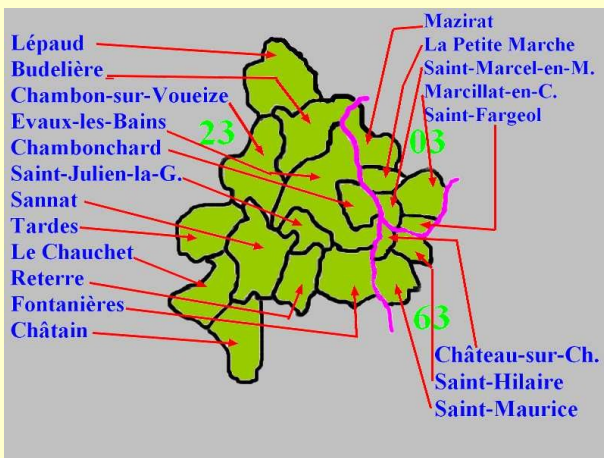 Lépaud
Budelière
Chambon-sur-Voueize
Evaux-les-Bains
Chambonchard
Saint-Julien-la-G.
Sannat
Tardes
Le Chauchet
Reterre
Fontanières
Châtain
23
Mazirat
La Petite Marche
Saint-Marcel-en-M.
Marcillat-en-C.
Saint-Fargeol
03
63
Château-sur-Ch.
Saint-Hilaire
Saint-Maurice